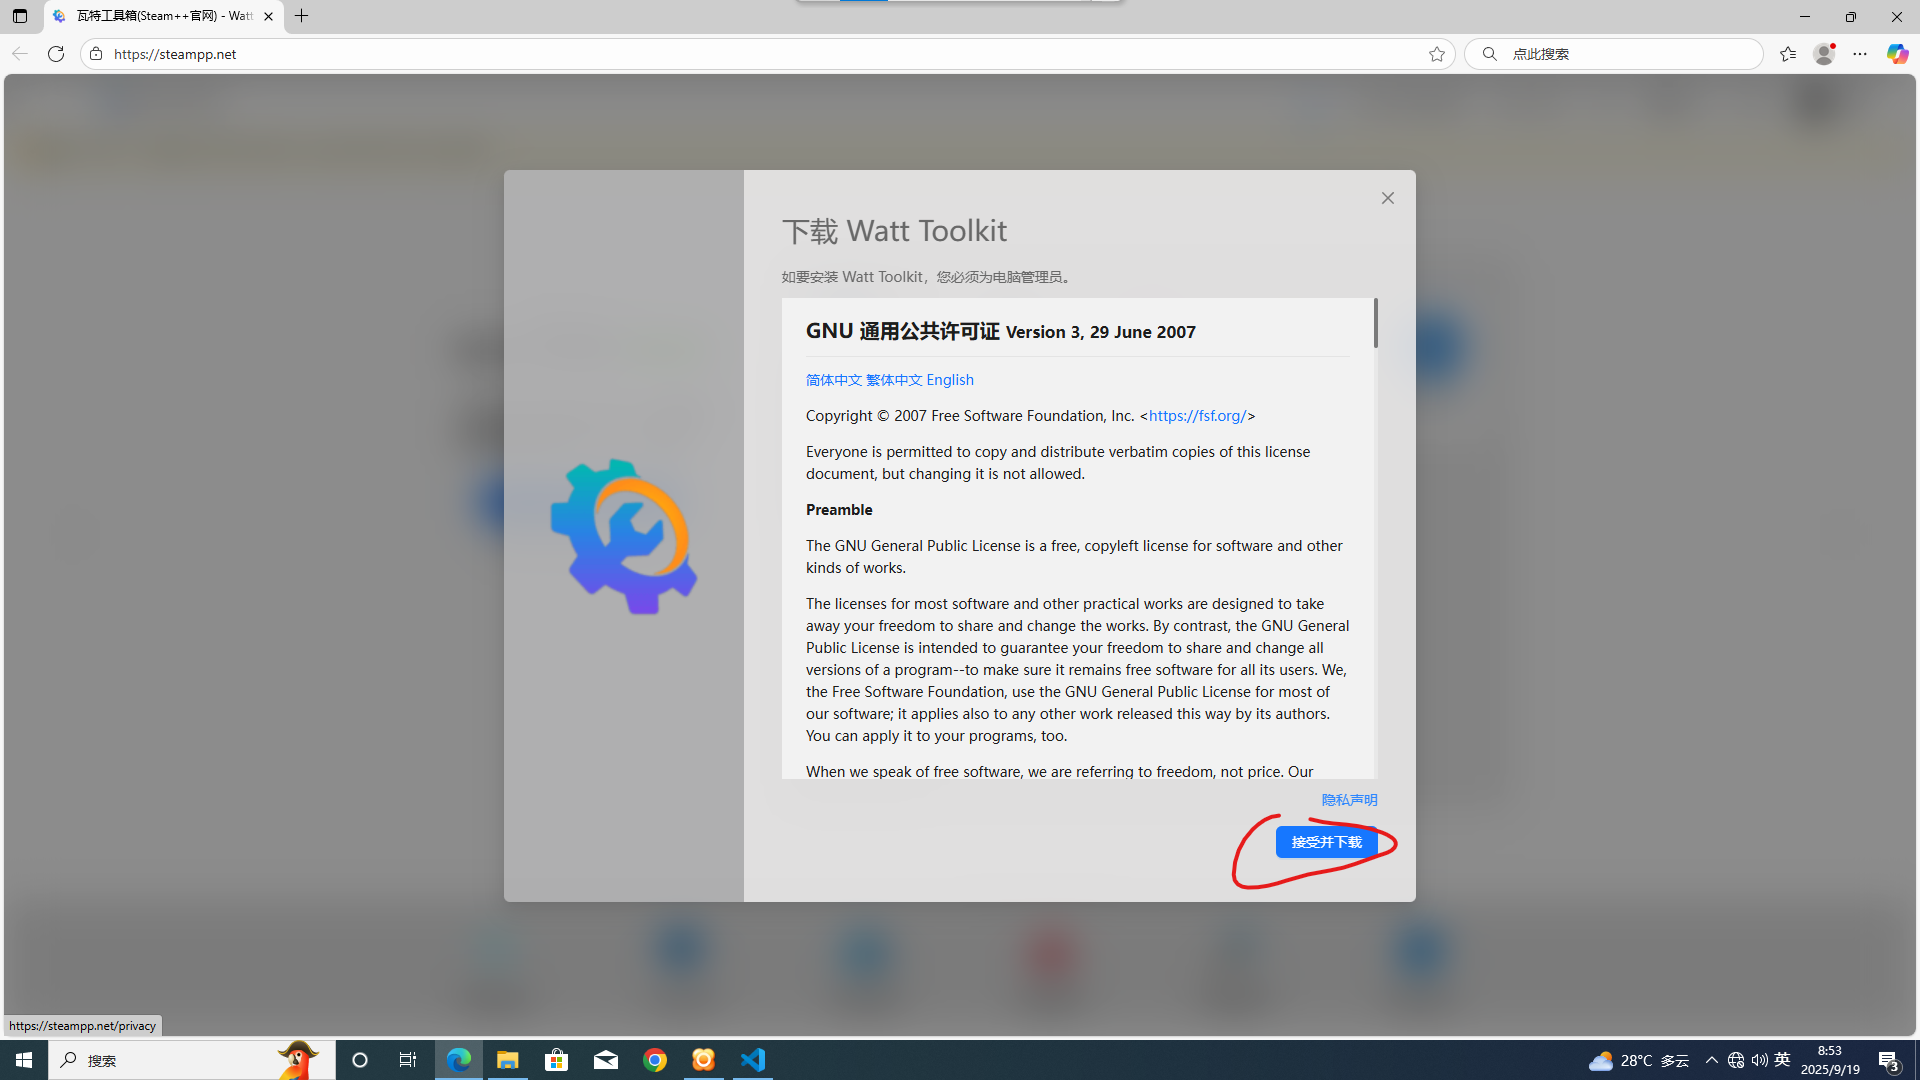 瓦特工具箱(Steam++官网) - Watt
https://steampp.net
点此搜索
下载 Watt Toolkit
如要安装 Watt Toolkit，您必须为电脑管理员。
GNU 通用公共许可证 Version 3, 29 June 2007
简体中文 繁体中文 English
Copyright © 2007 Free Software Foundation, Inc. <https://fsf.org/>
Everyone is permitted to copy and distribute verbatim copies of this license
document, but changing it is not allowed.
Preamble
The GNU General Public License is a free, copyleft license for software and other
kinds of works.
The licenses for most software and other practical works are designed to take
away your freedom to share and change the works. By contrast, the GNU General
Public License is intended to guarantee your freedom to share and change all
versions of a program--to make sure it remains free software for all its users. We,
the Free Software Foundation, use the GNU General Public License for most of
our software; it applies also to any other work released this way by its authors.
You can apply it to your programs, too.
When we speak of free software, we are referring to freedom, not price. Our
隐私声明
接受并下载
https://steampp.net/privacy
搜索
28°C 多云
英
8:53
2025/9/19
3